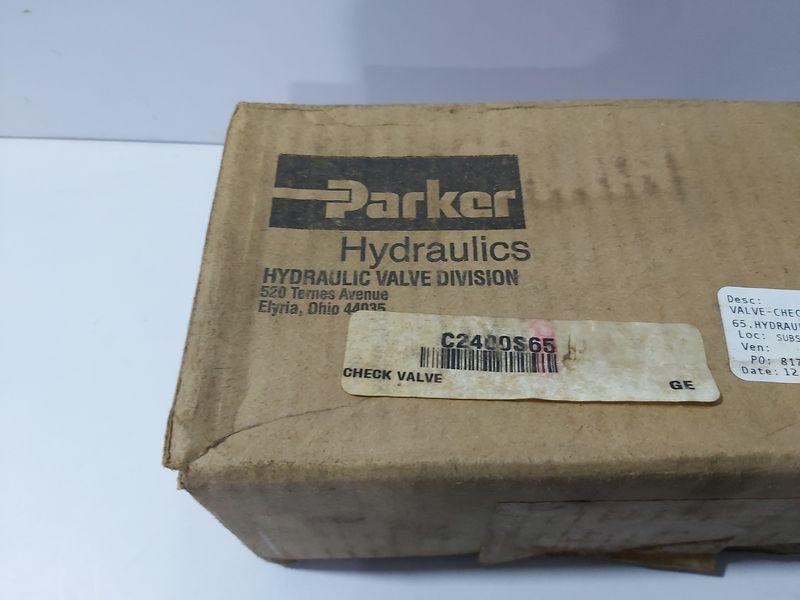 Parker
Hydraulics
HYDRAULIC VALVE DIVISION
520 Ternes Avenue
Elyria, Ohio 44035
C2400S65
CHECK VALVE
GE
Desc:
VALVE-CHEC
65.HYDRAUL
Loc: SUBS
Ven:
PO: 817
Date: 12